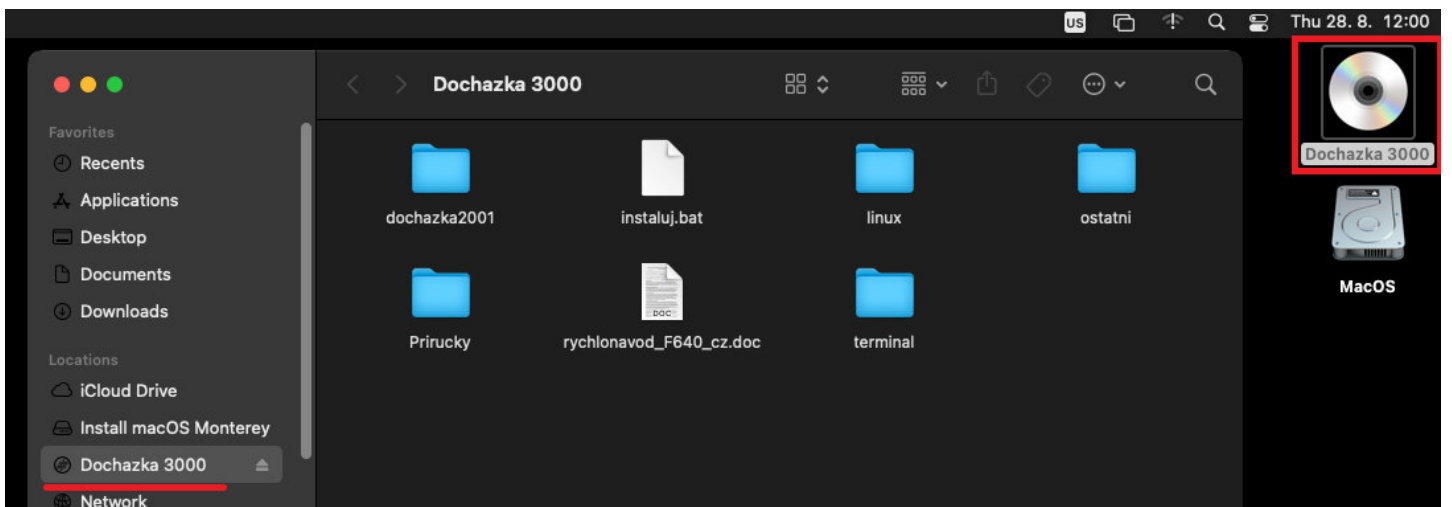 US Thu 28. 8. 12:00
Dochazka 3000
Dochazka 3000
MacOS
Favorites
Recents
Applications
Desktop
Documents
Downloads
Locations
iCloud Drive
Install macOS Monterey
Dochazka 3000
Network
dochazka2001 instaluj.bat linux ostatni
DOC
Prirucky rychlonavod_F640_cz.doc terminal